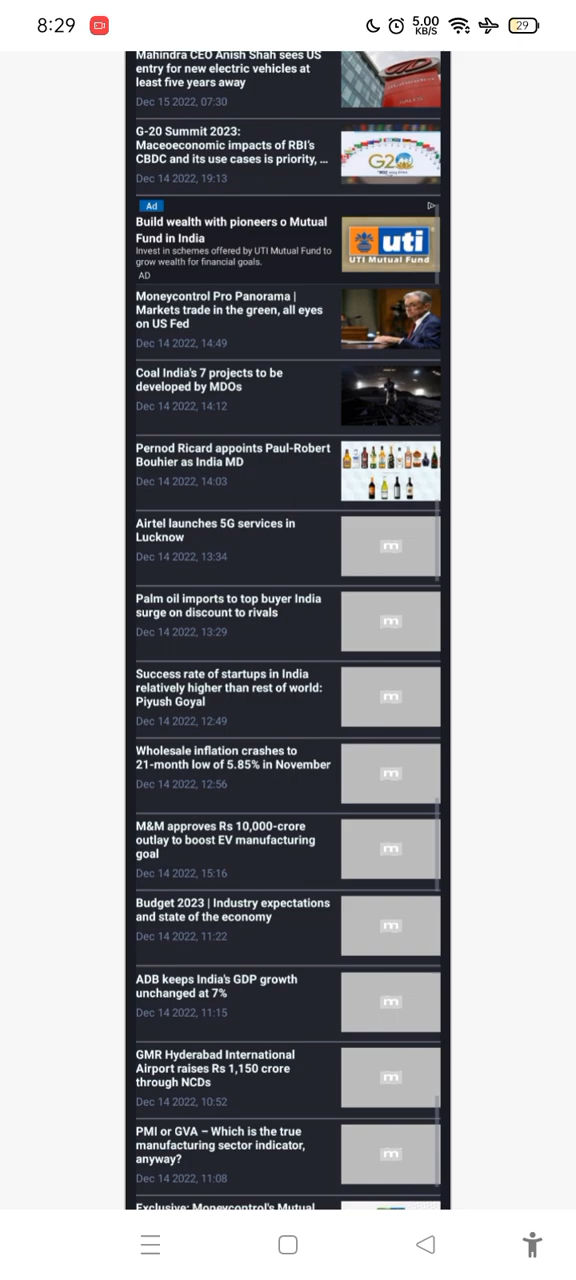 8:29
5.00
KB/S
29
Mahindra CEO Anish Shah sees US
entry for new electric vehicles at
least five years away
Dec 15 2022, 07:30
G-20 Summit 2023:
Maceoeconomic impacts of RBI's
CBDC and its use cases is priority, ...
Dec 14 2022, 19:13
G20
Ad
Build wealth with pioneers o Mutual
Fund in India
Invest in schemes offered by UTI Mutual Fund to
grow wealth for financial goals.
AD
uti
UTI Mutual Fund
Moneycontrol Pro Panorama |
Markets trade in the green, all eyes
on US Fed
Dec 14 2022, 14:49
Coal India's 7 projects to be
developed by MDOs
Dec 14 2022, 14:12
Pernod Ricard appoints Paul-Robert
Bouhier as India MD
Dec 14 2022, 14:03
Airtel launches 5G services in
Lucknow
Dec 14 2022, 13:34
m
Palm oil imports to top buyer India
surge on discount to rivals
Dec 14 2022, 13:29
m
Success rate of startups in India
relatively higher than rest of world:
Piyush Goyal
Dec 14 2022, 12:49
m
Wholesale inflation crashes to
21-month low of 5.85% in November
Dec 14 2022, 12:56
m
M&M approves Rs 10,000-crore
outlay to boost EV manufacturing
goal
Dec 14 2022, 15:16
m
Budget 2023 | Industry expectations
and state of the economy
Dec 14 2022, 11:22
m
ADB keeps India's GDP growth
unchanged at 7%
Dec 14 2022, 11:15
m
GMR Hyderabad International
Airport raises Rs 1,150 crore
through NCDs
Dec 14 2022, 10:52
m
PMI or GVA – Which is the true
manufacturing sector indicator,
anyway?
Dec 14 2022, 11:08
m
Exclusive: Moneycontrol's Mutual